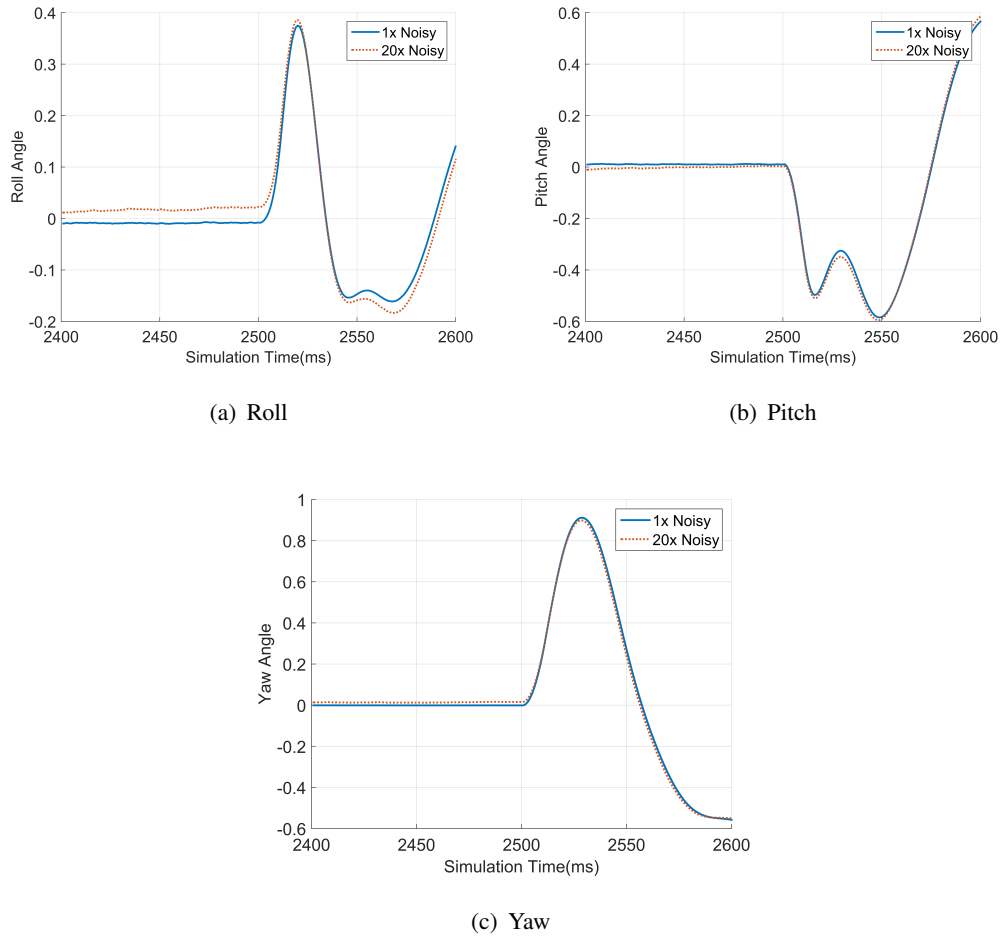 0.4
0.3
0.2
0.1
0
-0.1
-0.2
Roll Angle
1x Noisy
20x Noisy
2400 2450 2500 2550 2600
Simulation Time(ms)
(a) Roll
0.6
0.4
0.2
0
-0.2
-0.4
-0.6
Pitch Angle
1x Noisy
20x Noisy
2400 2450 2500 2550 2600
Simulation Time(ms)
(b) Pitch
1
0.8
0.6
0.4
0.2
0
-0.2
-0.4
-0.6
Yaw Angle
1x Noisy
20x Noisy
2400 2450 2500 2550 2600
Simulation Time(ms)
(c) Yaw